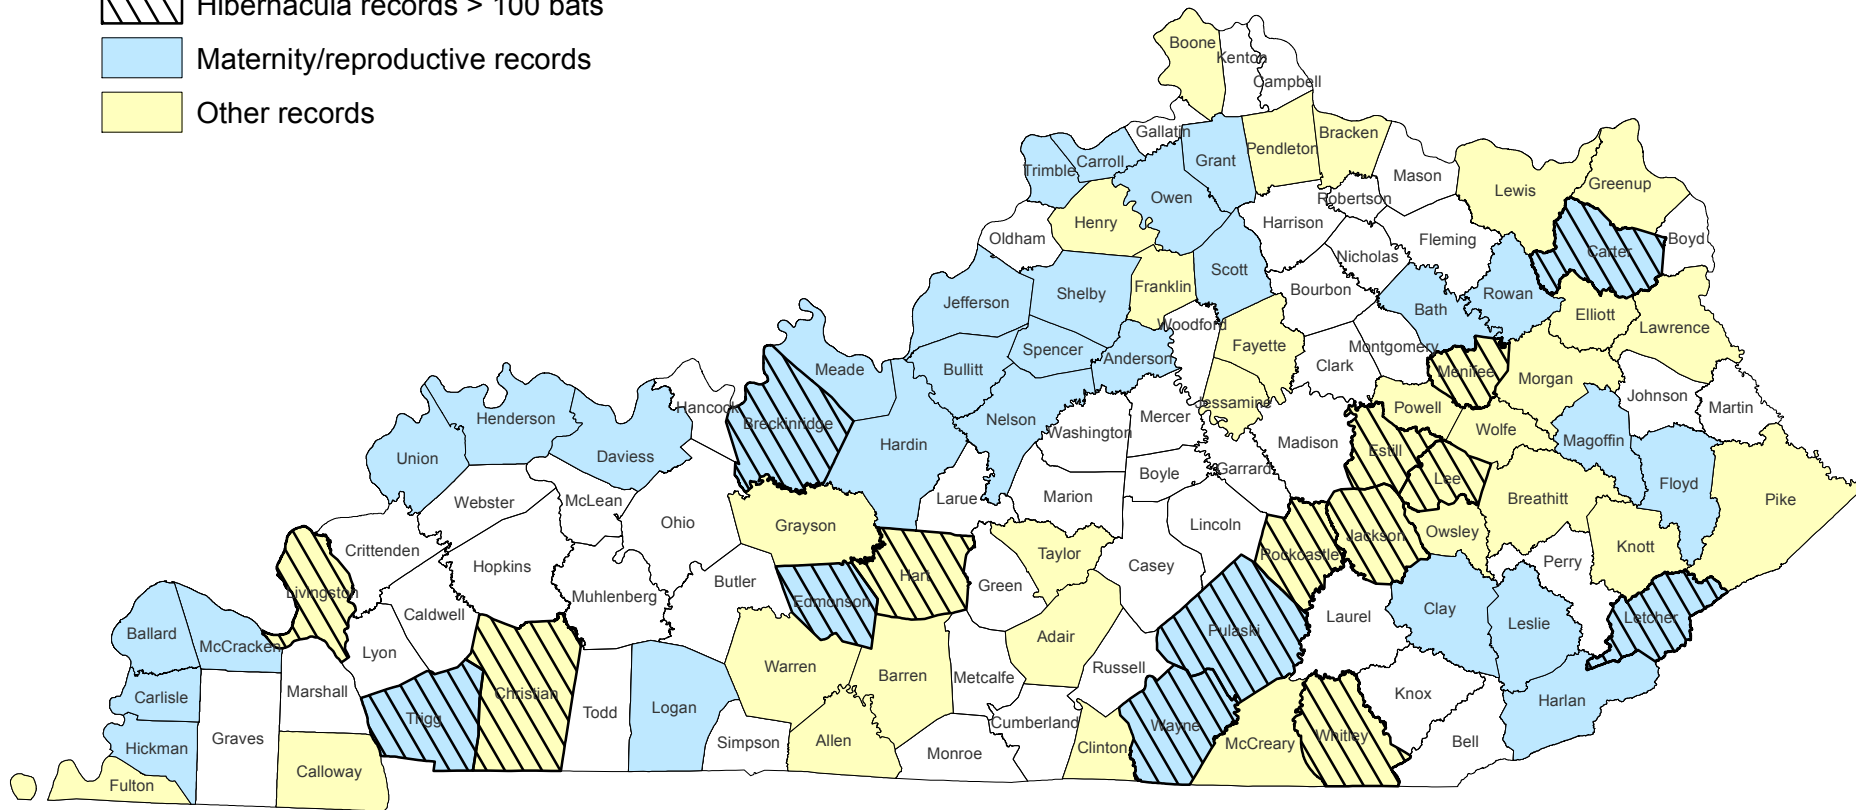 Hibernacula records > 100 bats
Maternity/reproductive records
Other records
Boone
Kenton
Campbell
Gallatin
Bracken
Pendleton
Grant
Carroll
Trimble
Owen
Mason
Robertson
Lewis
Greenup
Henry
Harrison
Oldham
Fleming
Boyd
Carter
Nicholas
Scott
Franklin
Shelby
Jefferson
Bourbon
Bath
Rowan
Elliott
Lawrence
Woodford
Fayette
Montgomery
Spencer
Anderson
Clark
Bullitt
Meade
Menifee
Morgan
Johnson
Martin
Jessamine
Powell
Hancock
Henderson
Breckinridge
Nelson
Mercer
Washington
Wolfe
Magoffin
Hardin
Madison
Estill
Union
Daviess
Boyle
Garrard
Lee
Floyd
Larue
Marion
Breathitt
Pike
Webster
McLean
Ohio
Grayson
Lincoln
Owsley
Jackson
Knott
Crittenden
Taylor
Rockcastle
Perry
Hopkins
Casey
Hart
Green
Butler
Livingston
Muhlenberg
Edmonson
Caldwell
Clay
Laurel
Letcher
Leslie
Ballard
McCracken
Pulaski
Adair
Lyon
Warren
Barren
Metcalfe
Russell
Marshall
Christian
Knox
Carlisle
Harlan
Trigg
Todd
Logan
Cumberland
Wayne
Whitley
Graves
Simpson
Allen
Monroe
Clinton
McCreary
Bell
Hickman
Calloway
Fulton